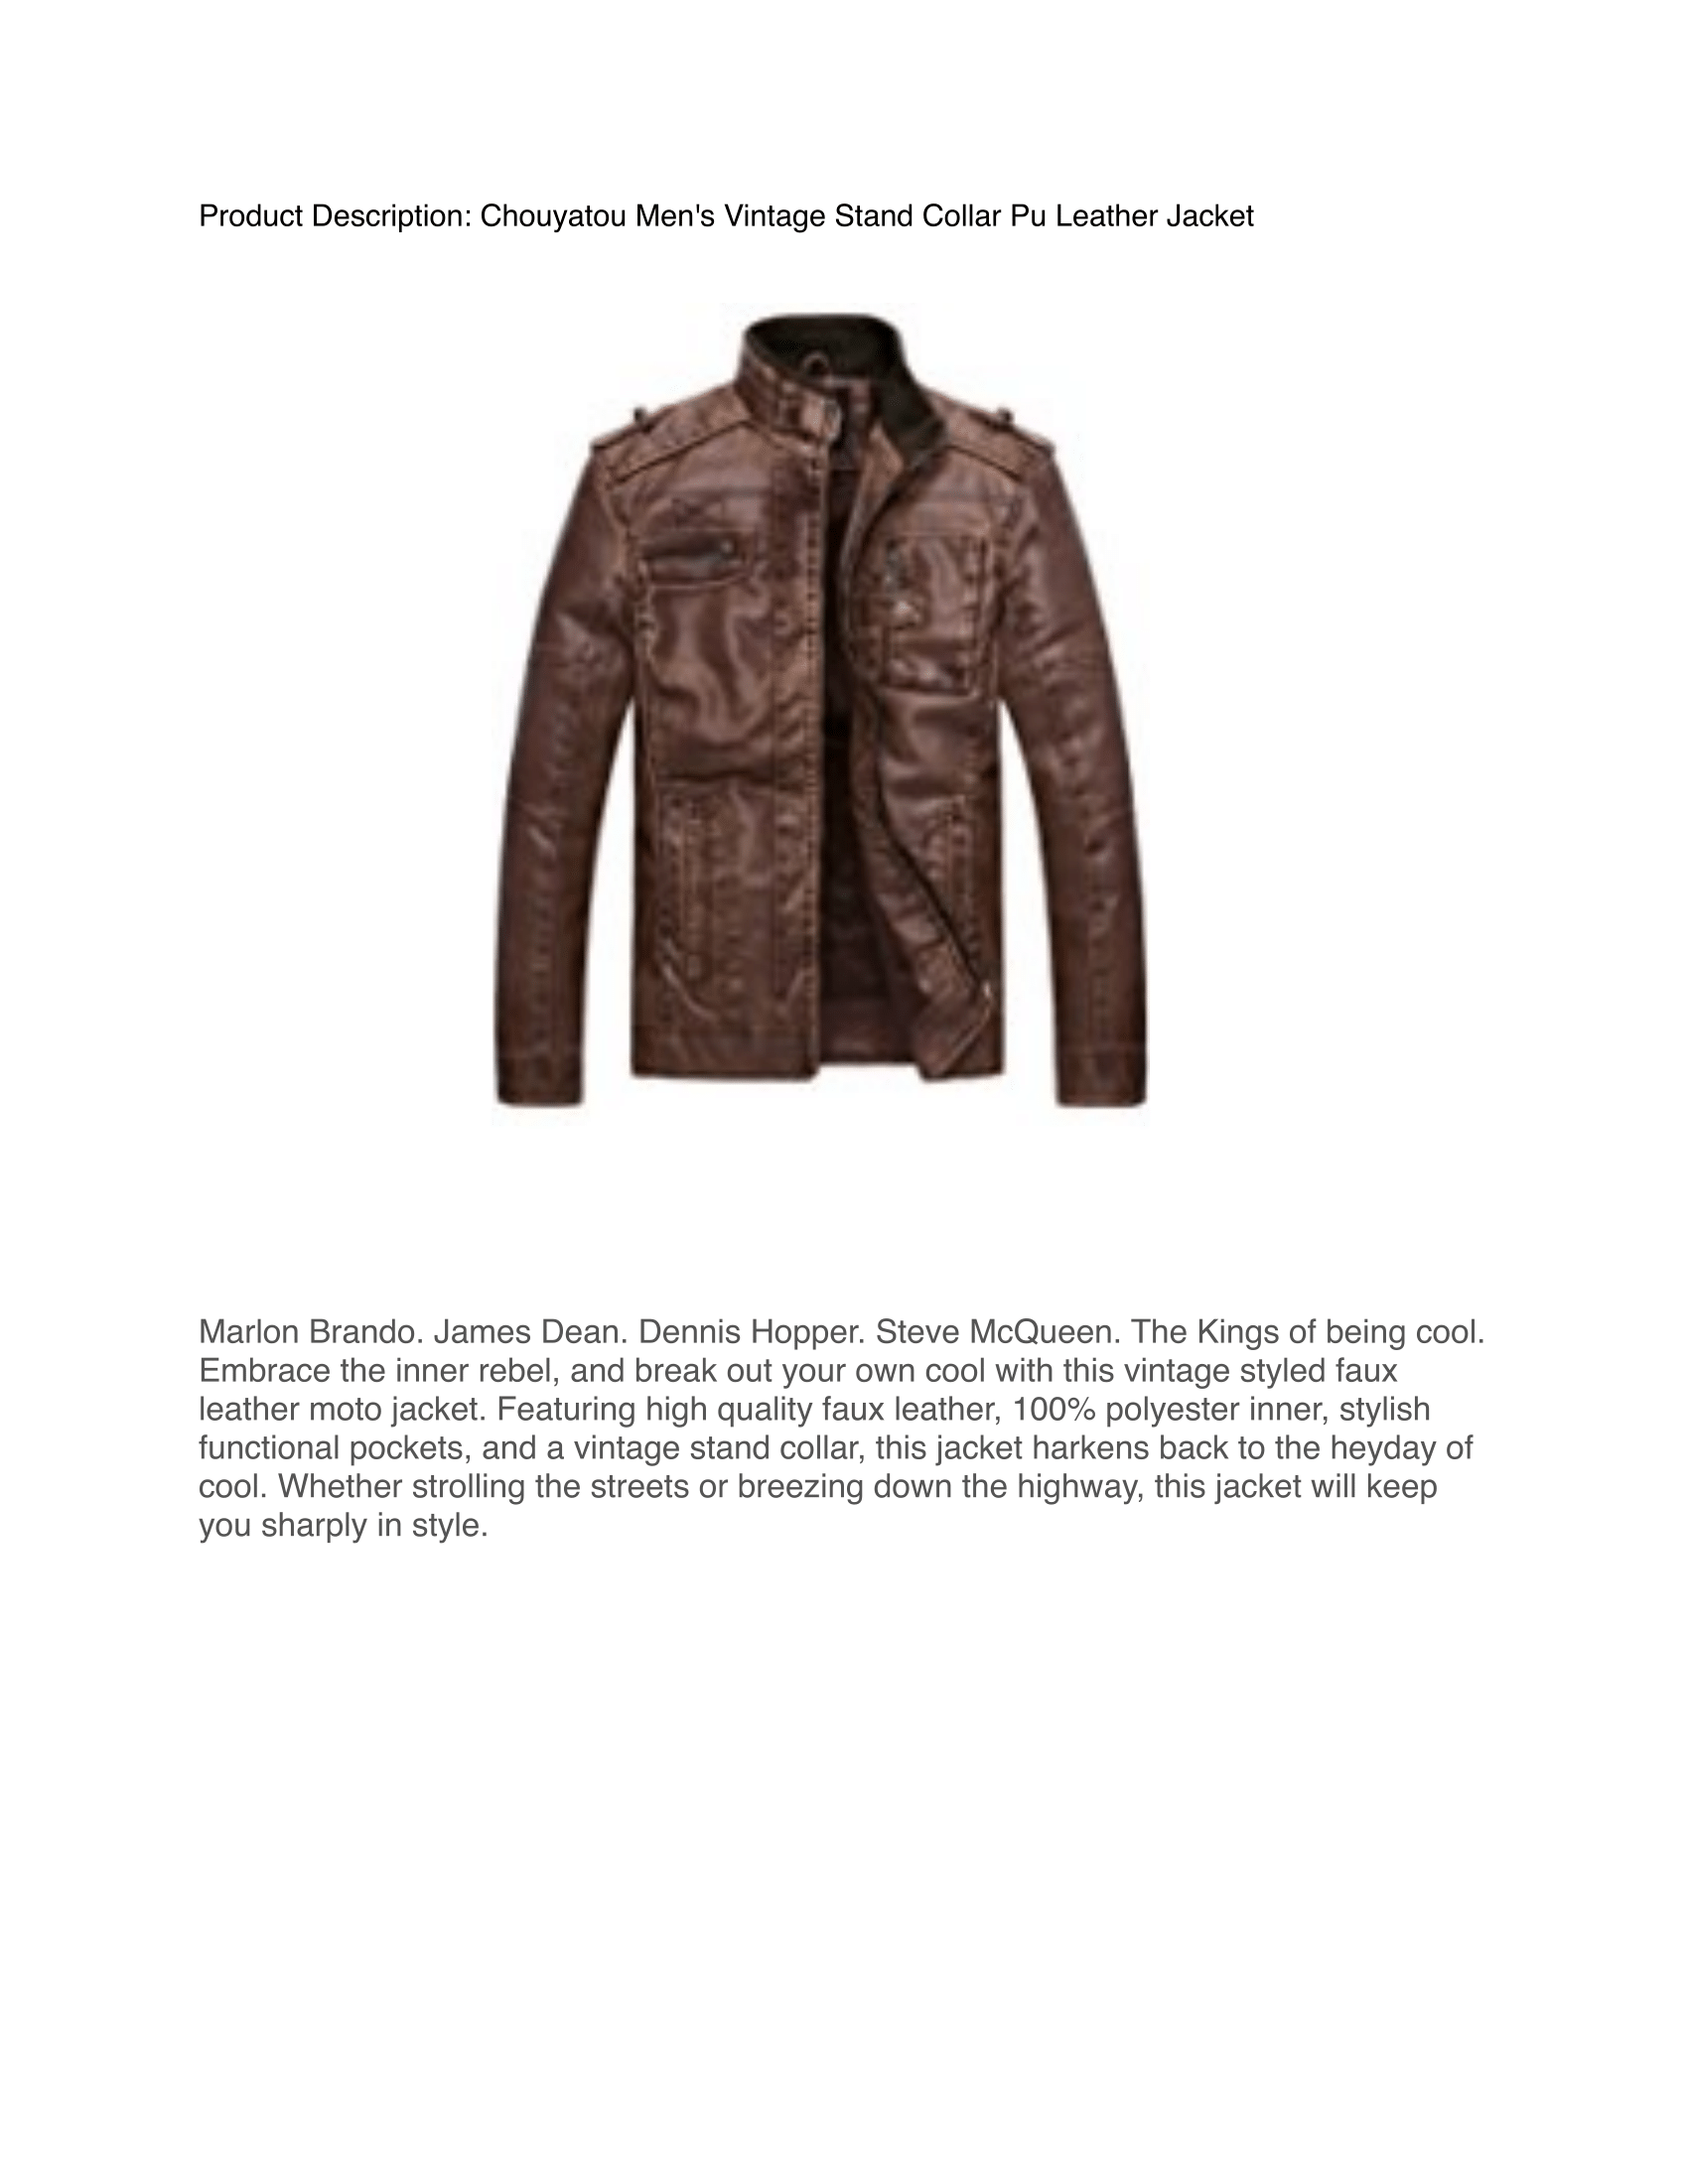 Product Description: Chouyatou Men's Vintage Stand Collar Pu Leather Jacket
Marlon Brando. James Dean. Dennis Hopper. Steve McQueen. The Kings of being cool.
Embrace the inner rebel, and break out your own cool with this vintage styled faux
leather moto jacket. Featuring high quality faux leather, 100% polyester inner, stylish
functional pockets, and a vintage stand collar, this jacket harkens back to the heyday of
cool. Whether strolling the streets or breezing down the highway, this jacket will keep
you sharply in style.